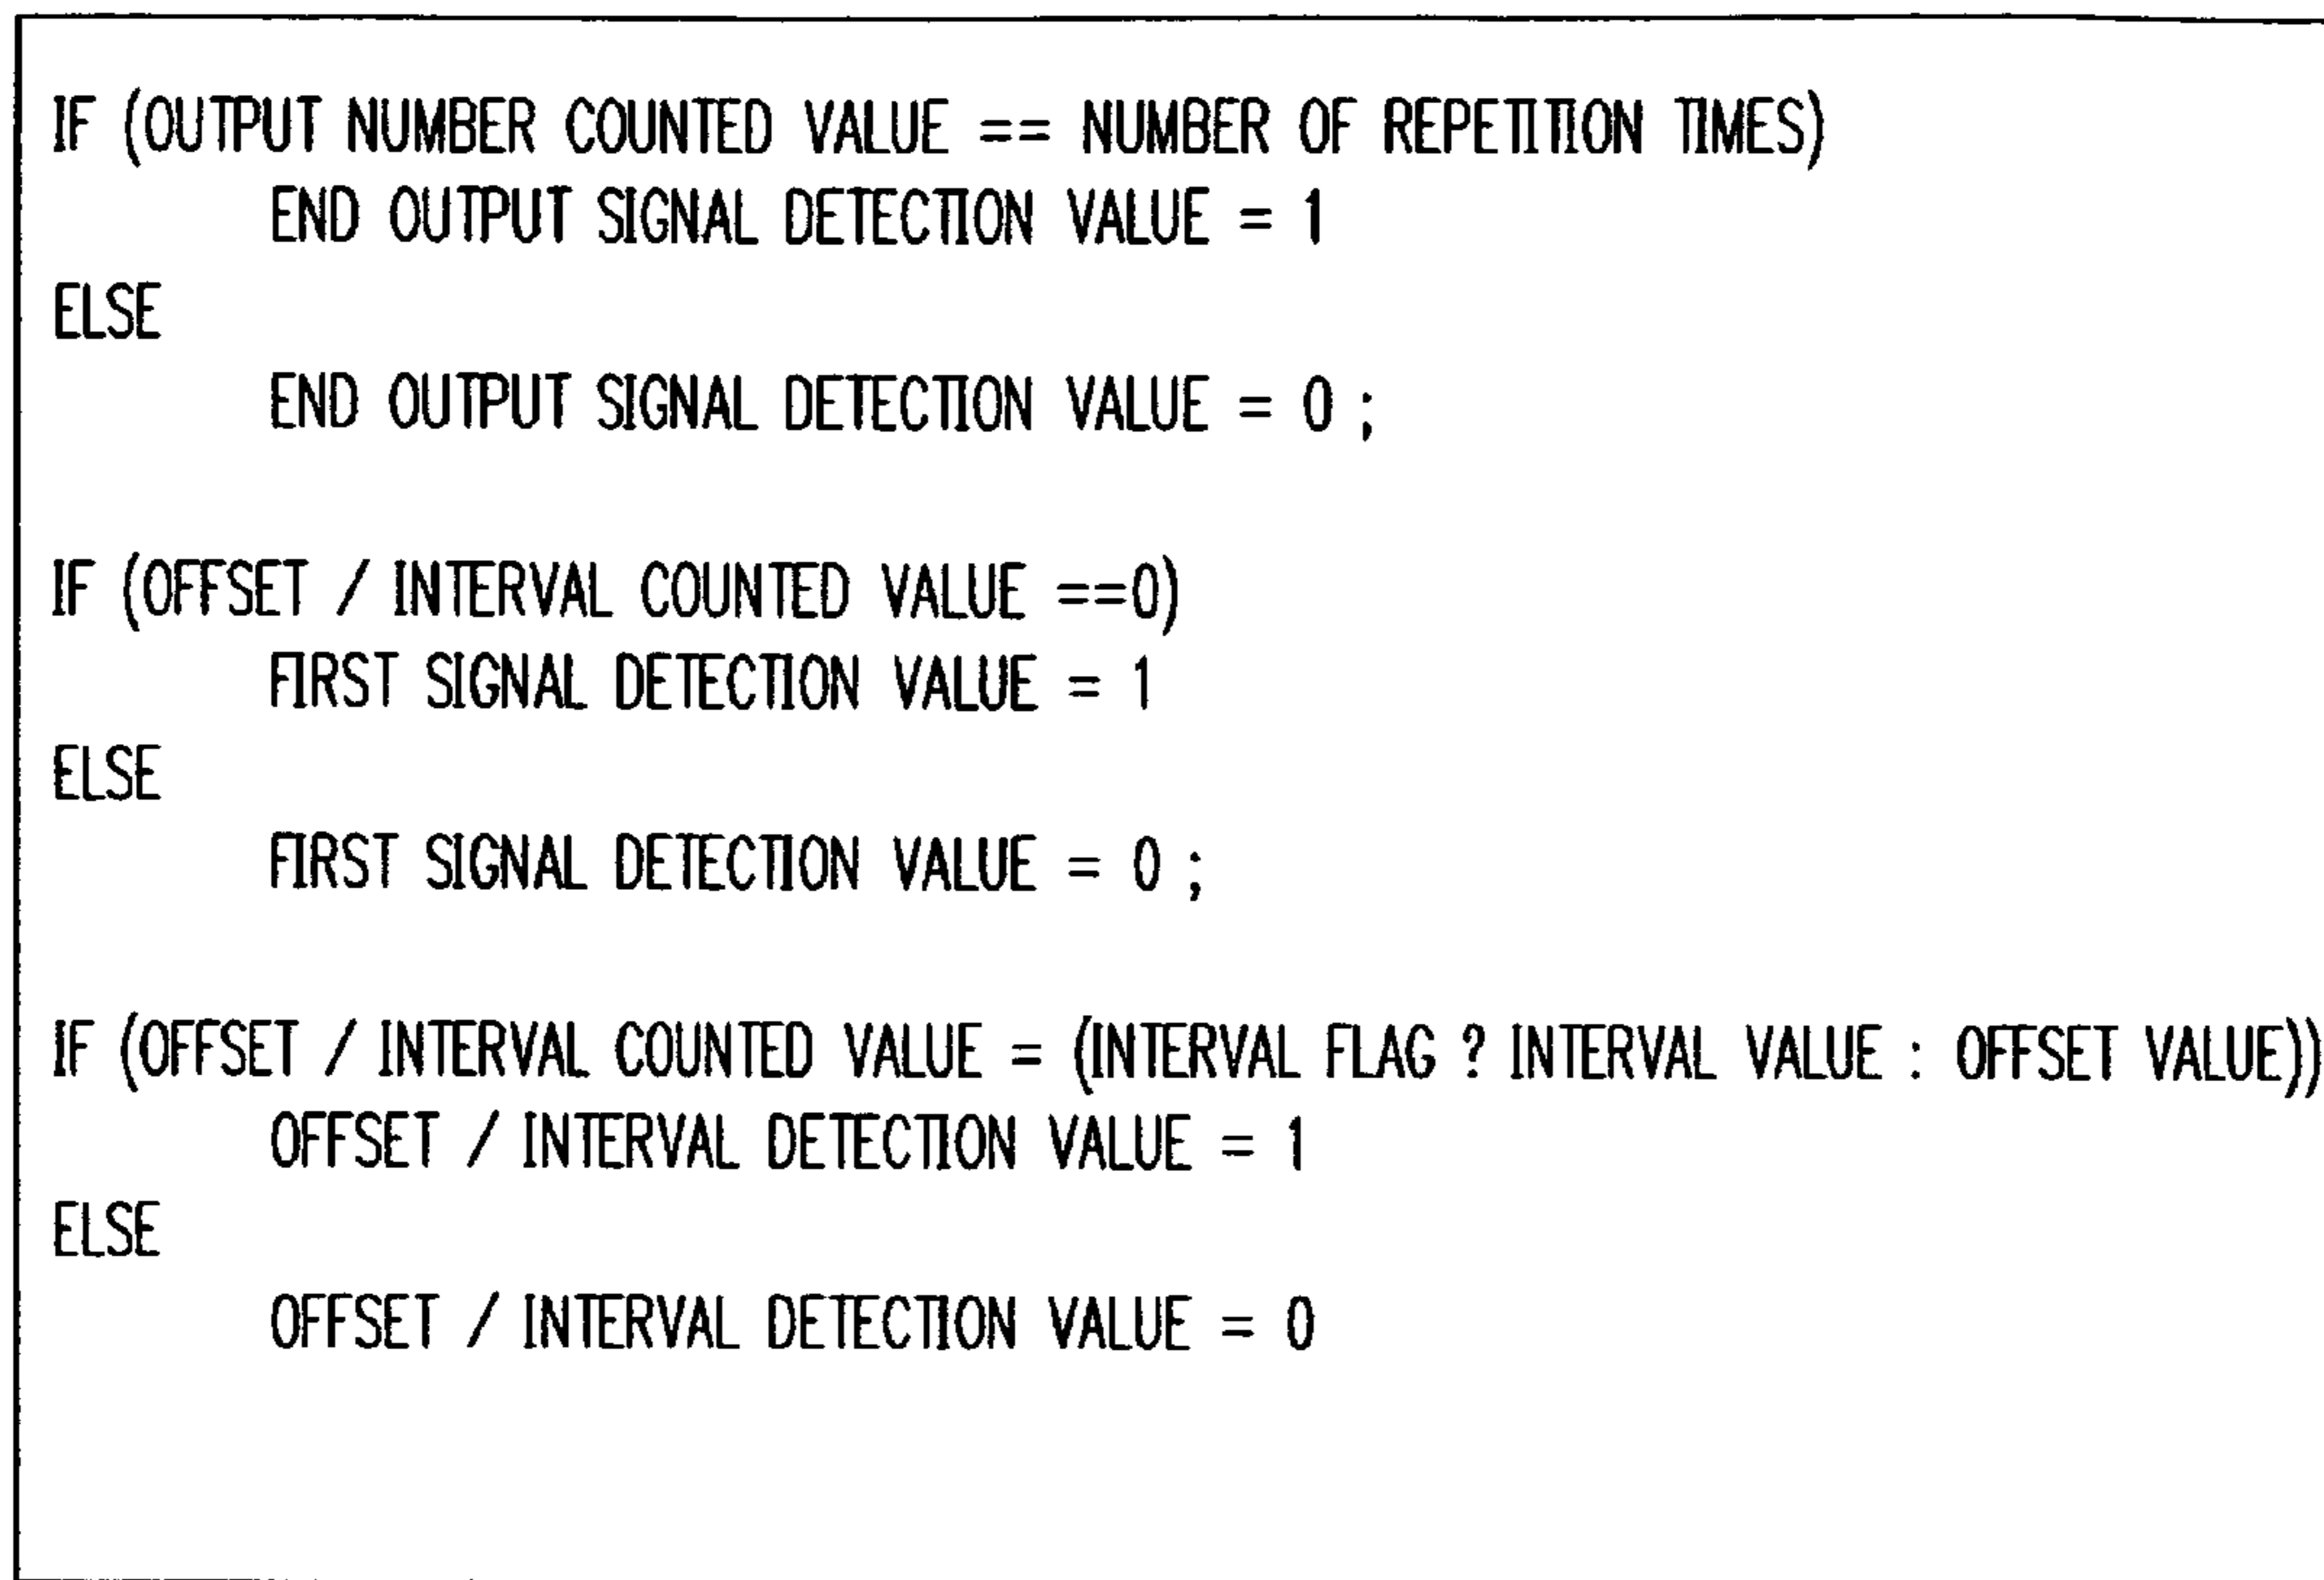 IF (OUTPUT NUMBER COUNTED VALUE == NUMBER OF REPETITION TIMES)
END OUTPUT SIGNAL DETECTION VALUE = 1
ELSE
END OUTPUT SIGNAL DETECTION VALUE = 0 ;
IF (OFFSET / INTERVAL COUNTED VALUE ==0)
FIRST SIGNAL DETECTION VALUE = 1
ELSE
FIRST SIGNAL DETECTION VALUE = 0 ;
IF (OFFSET / INTERVAL COUNTED VALUE = (INTERVAL FLAG ? INTERVAL VALUE : OFFSET VALUE))
OFFSET / INTERVAL DETECTION VALUE = 1
ELSE
OFFSET / INTERVAL DETECTION VALUE = 0